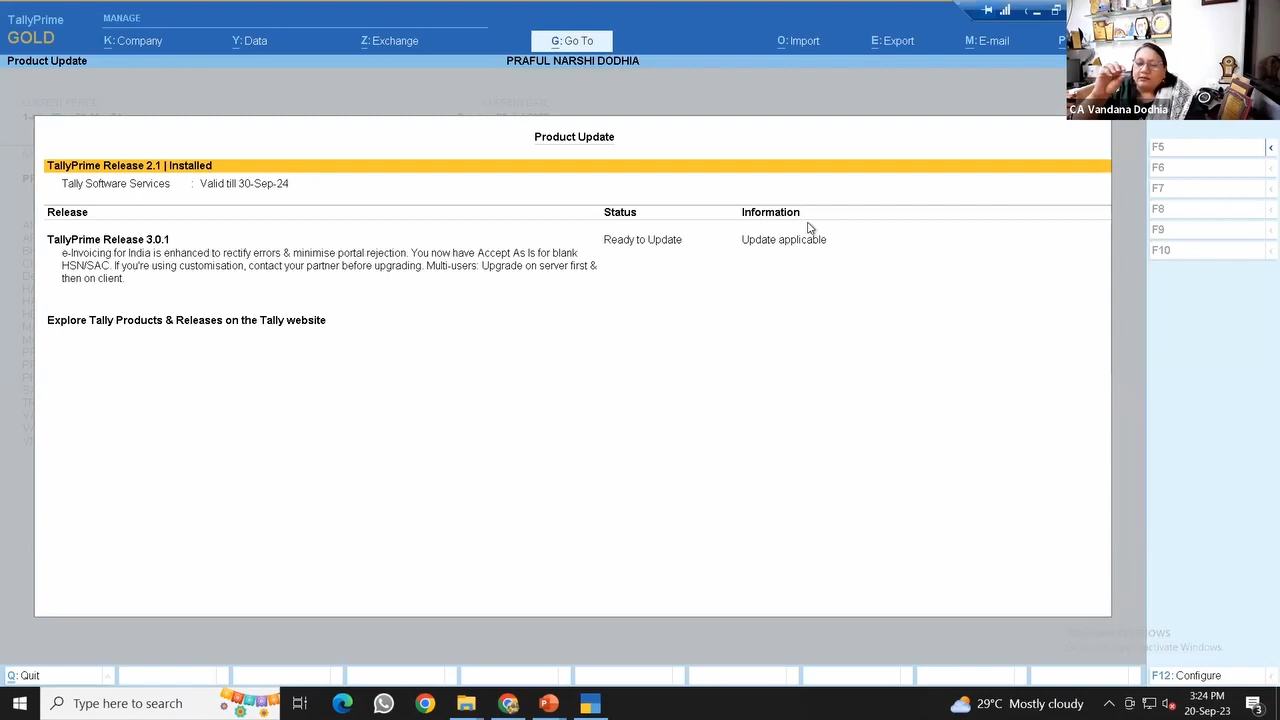 TallyPrime
GOLD
MANAGE
K: Company
Y: Data
Z: Exchange
G: Go To
O: Import
E: Export
M: E-mail
Product Update
PRAFUL NARSHI DODHIA
CA Vandana Dodhia
Product Update
TallyPrime Release 2.1 | Installed
Tally Software Services : Valid till 30-Sep-24
Release Status Information
TallyPrime Release 3.0.1 Ready to Update Update applicable
e-Invoicing for India is enhanced to rectify errors & minimise portal rejection. You now have Accept As Is for blank
HSN/SAC. If you're using customisation, contact your partner before upgrading. Multi-users: Upgrade on server first &
then on client.
Explore Tally Products & Releases on the Tally website
F5
F6
F7
F8
F9
F10
Q: Quit
F12: Configure
Type here to search
29°C Mostly cloudy
3:24 PM
20-Sep-23
3